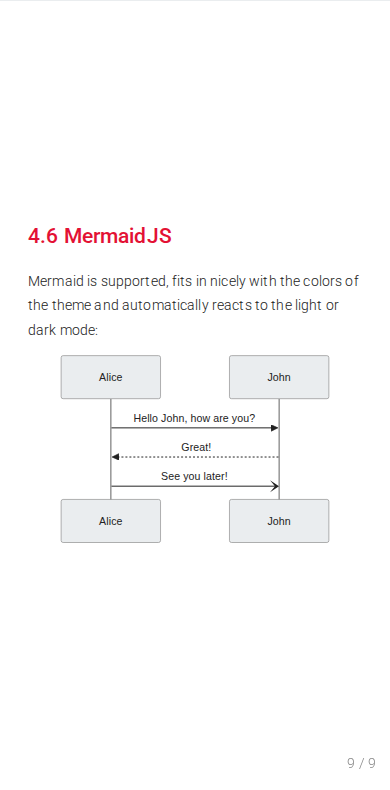 4.6 MermaidJS
Mermaid is supported, fits in nicely with the colors of
the theme and automatically reacts to the light or
dark mode:
Alice John
Hello John, how are you?
Great!
See you later!
Alice John
9 / 9